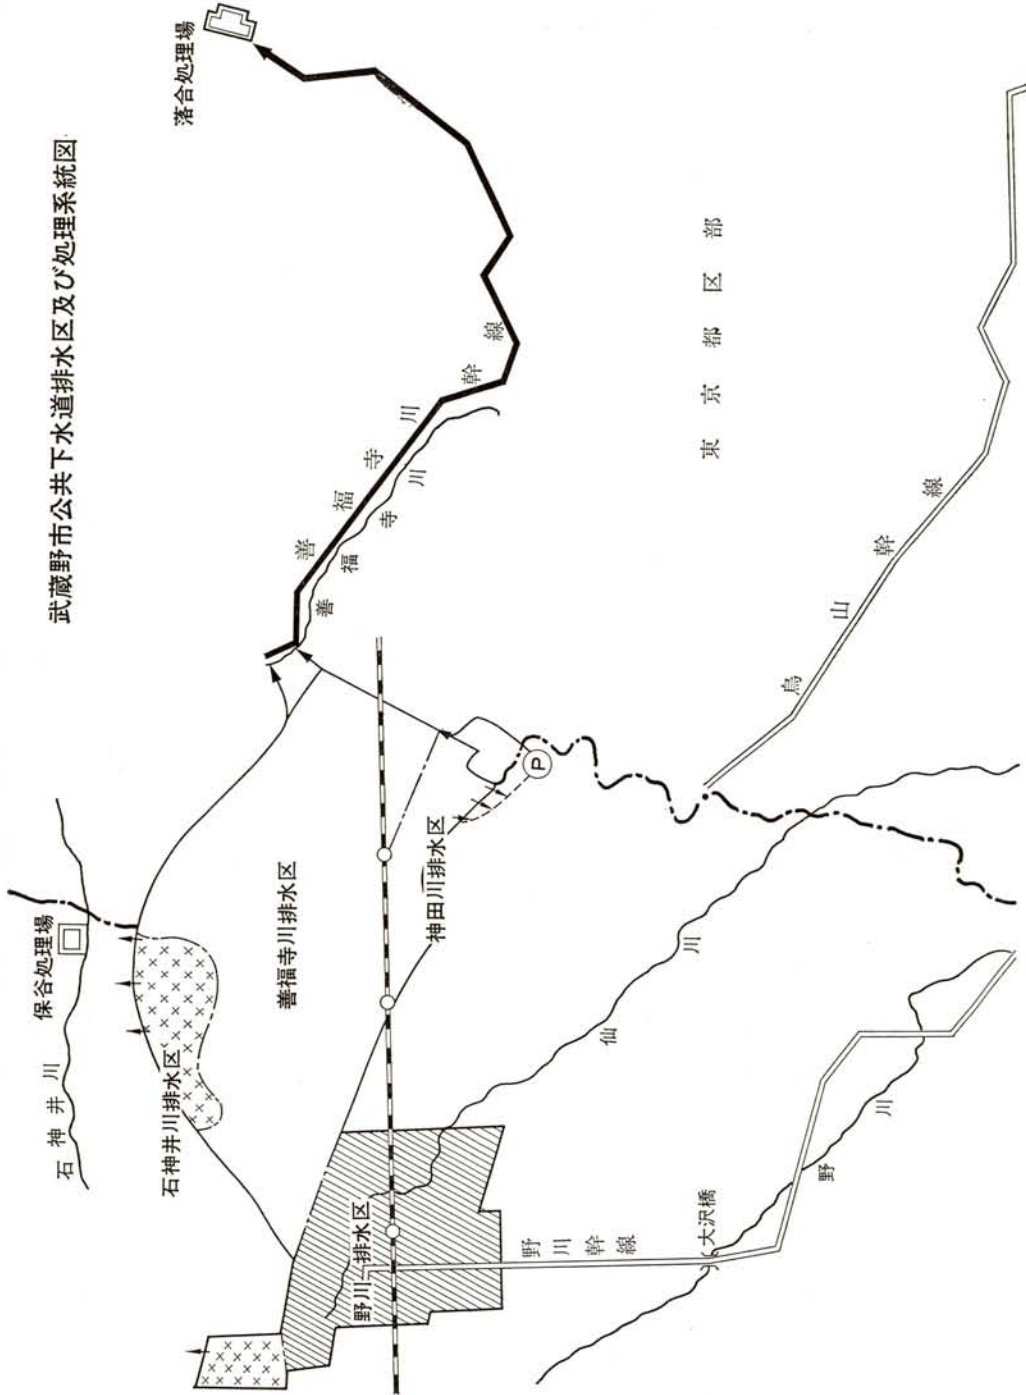 武蔵野市公共下水道排水区及び処理系統図
落合処理場
善福寺川幹線
善福寺川
東京都区部
烏山幹線
保谷処理場
石神井川
石神井川排水区
善福寺川排水区
神田川排水区
P
仙川
野川排水区
野川幹線
大沢橋
野川